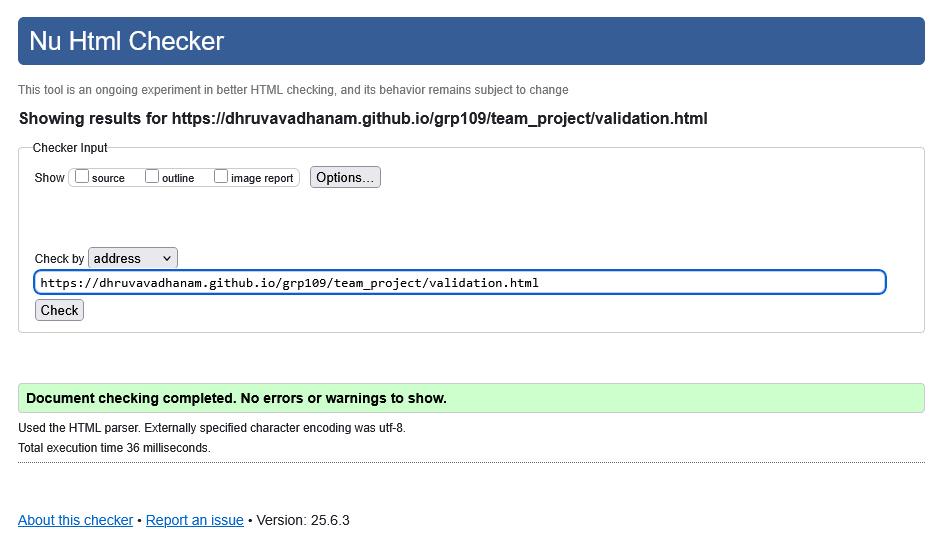 Nu Html Checker
This tool is an ongoing experiment in better HTML checking, and its behavior remains subject to change
Showing results for https://dhruvavadhanam.github.io/grp109/team_project/validation.html
Checker Input
Show source outline image report Options...
Check by address
https://dhruvavadhanam.github.io/grp109/team_project/validation.html
Check
Document checking completed. No errors or warnings to show.
Used the HTML parser. Externally specified character encoding was utf-8.
Total execution time 36 milliseconds.
About this checker • Report an issue • Version: 25.6.3